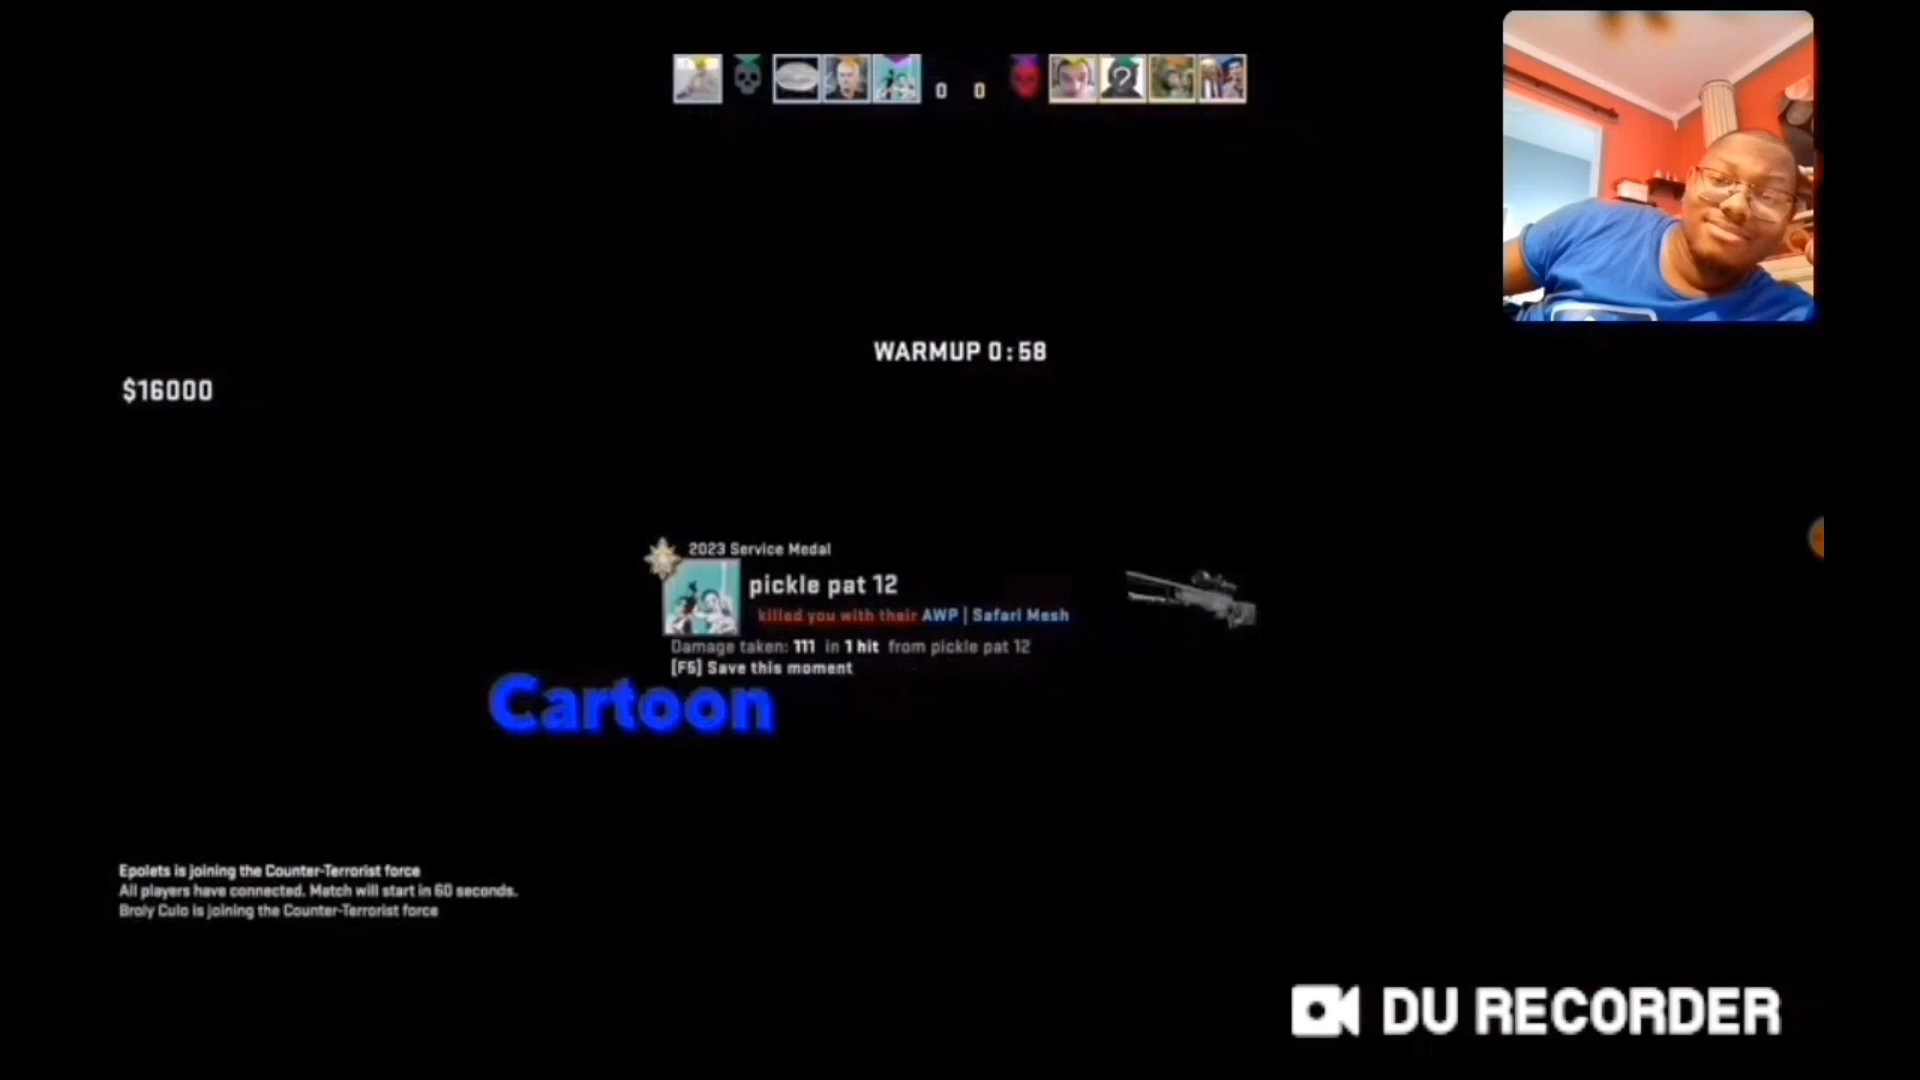 0 0
WARMUP 0:58
$16000
2023 Service Medal
pickle pat 12
killed you with their AWP | Safari Mesh
Damage taken: 111 in 1 hit from pickle pat 12
[F5] Save this moment
Cartoon
Epolets is joining the Counter-Terrorist force
All players have connected. Match will start in 60 seconds.
Broly Culo is joining the Counter-Terrorist force
DU RECORDER